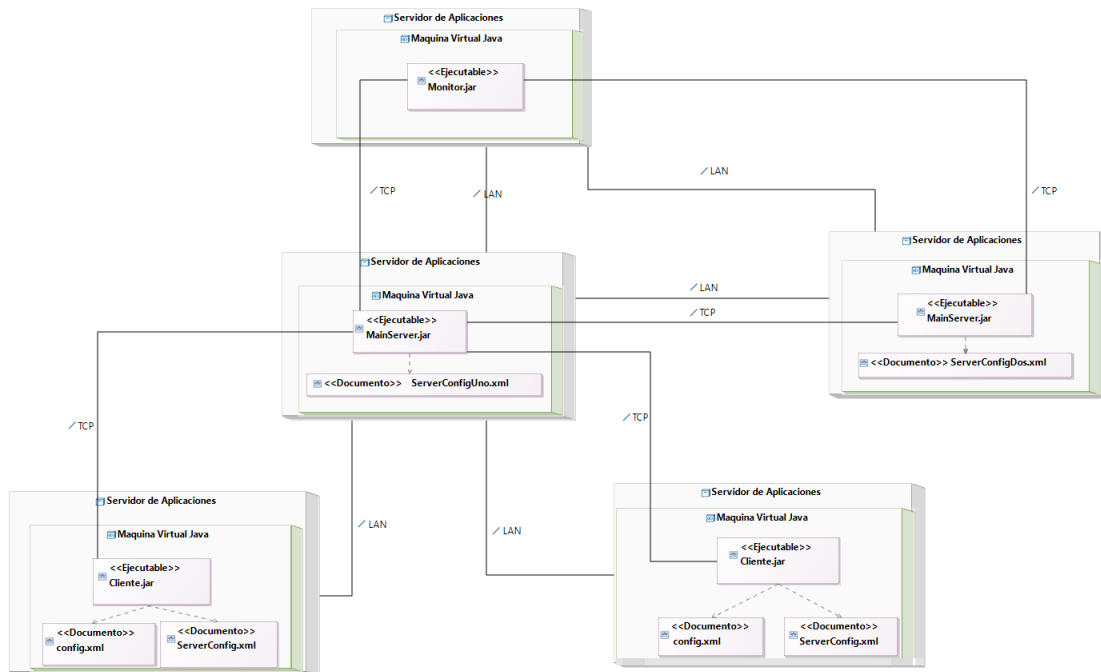 Servidor de Aplicaciones
Maquina Virtual Java
<<Ejecutable>>
Monitor.jar
LAN
TCP
LAN
TCP
Servidor de Aplicaciones
Maquina Virtual Java
<<Ejecutable>>
MainServer.jar
<<Documento>> ServerConfigUno.xml
LAN
TCP
Servidor de Aplicaciones
Maquina Virtual Java
<<Ejecutable>>
MainServer.jar
<<Documento>> ServerConfigDos.xml
TCP
TCP
LAN
LAN
Servidor de Aplicaciones
Maquina Virtual Java
<<Ejecutable>>
Cliente.jar
<<Documento>>
config.xml
<<Documento>>
ServerConfig.xml
Servidor de Aplicaciones
Maquina Virtual Java
<<Ejecutable>>
Cliente.jar
<<Documento>>
config.xml
<<Documento>>
ServerConfig.xml